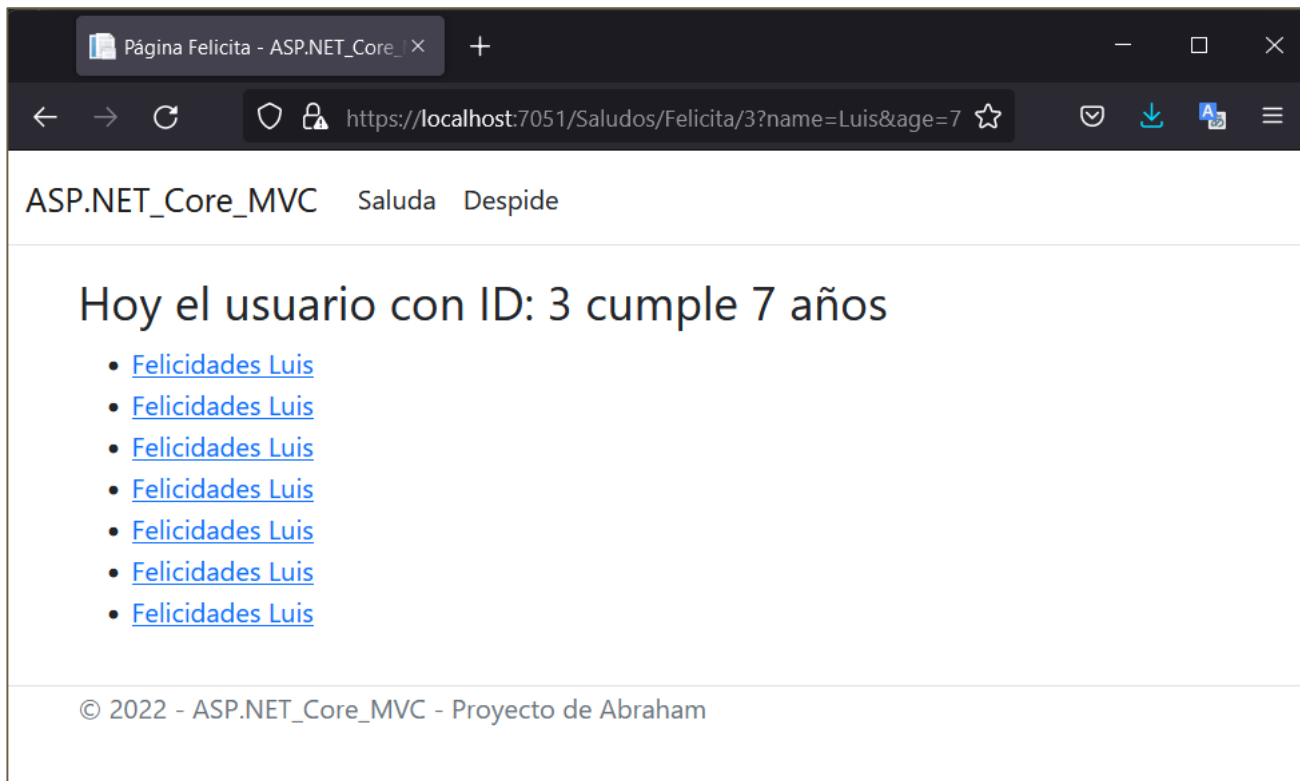 Página Felicita - ASP.NET_Core_
https://localhost:7051/Saludos/Felicita/3?name=Luis&age=7
ASP.NET_Core_MVC Saluda Despide
Hoy el usuario con ID: 3 cumple 7 años
Felicidades Luis
Felicidades Luis
Felicidades Luis
Felicidades Luis
Felicidades Luis
Felicidades Luis
Felicidades Luis
© 2022 - ASP.NET_Core_MVC - Proyecto de Abraham